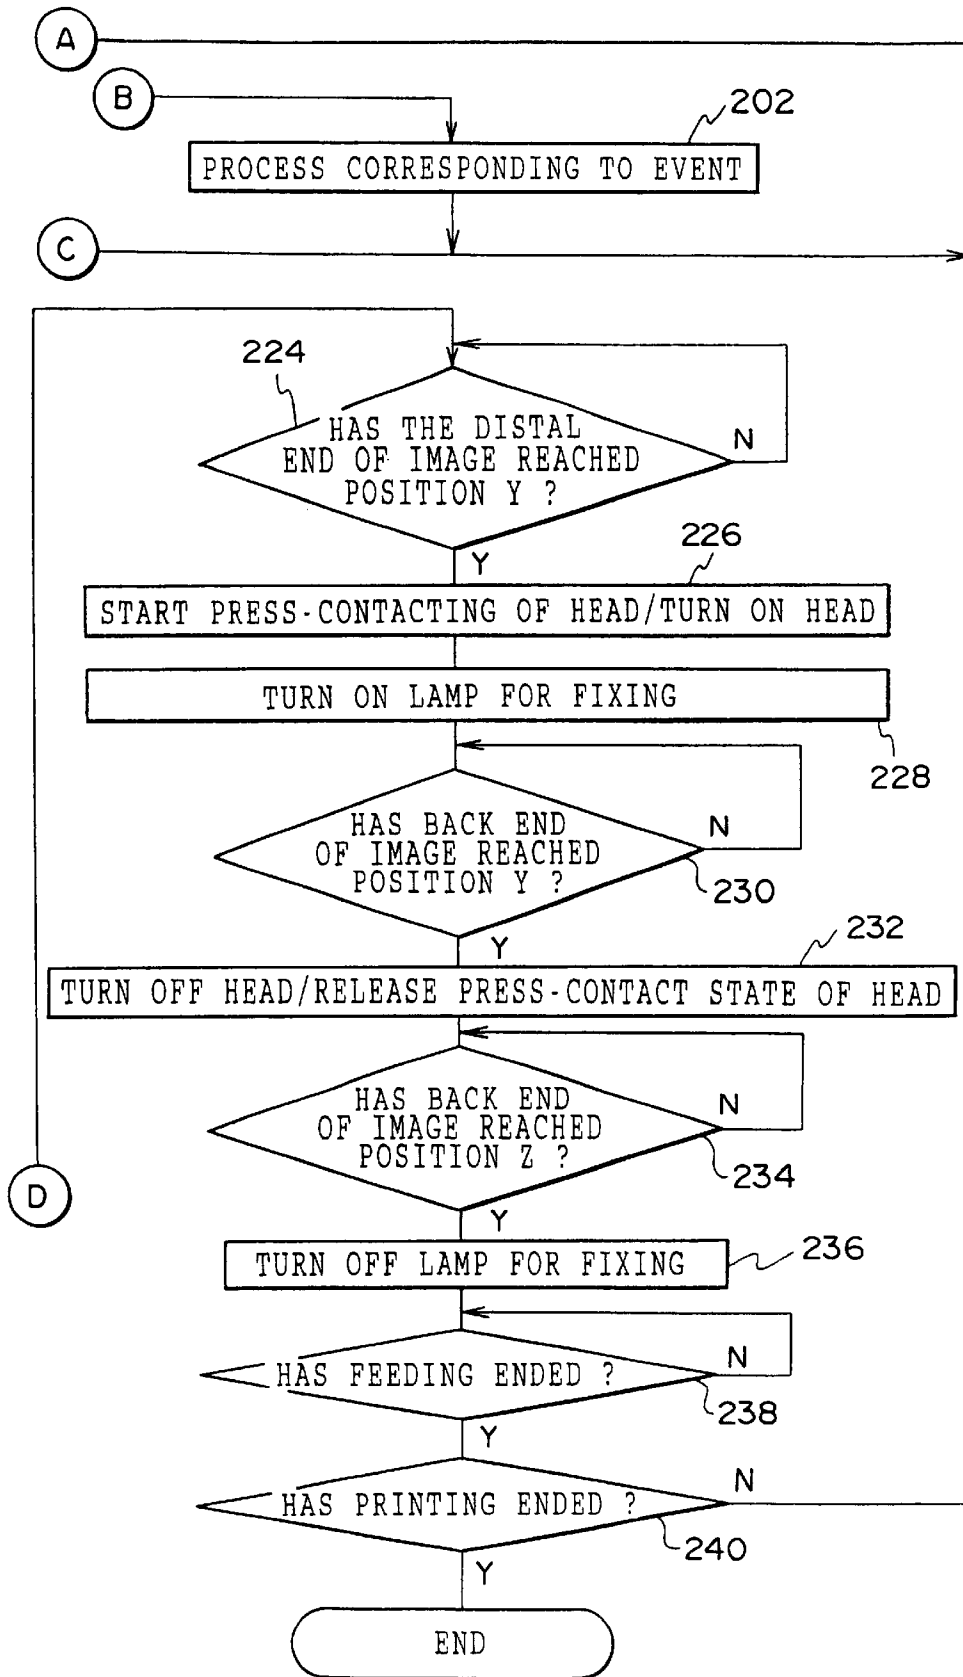 A
B
202
PROCESS CORRESPONDING TO EVENT
C
224
HAS THE DISTAL
END OF IMAGE REACHED
POSITION Y ?
N
Y
226
START PRESS-CONTACTING OF HEAD/TURN ON HEAD
TURN ON LAMP FOR FIXING
228
HAS BACK END
OF IMAGE REACHED
POSITION Y ?
N
230
Y
232
TURN OFF HEAD/RELEASE PRESS-CONTACT STATE OF HEAD
HAS BACK END
OF IMAGE REACHED
POSITION Z ?
N
234
D
Y
TURN OFF LAMP FOR FIXING
236
HAS FEEDING ENDED ?
N
238
Y
HAS PRINTING ENDED ?
N
240
Y
END